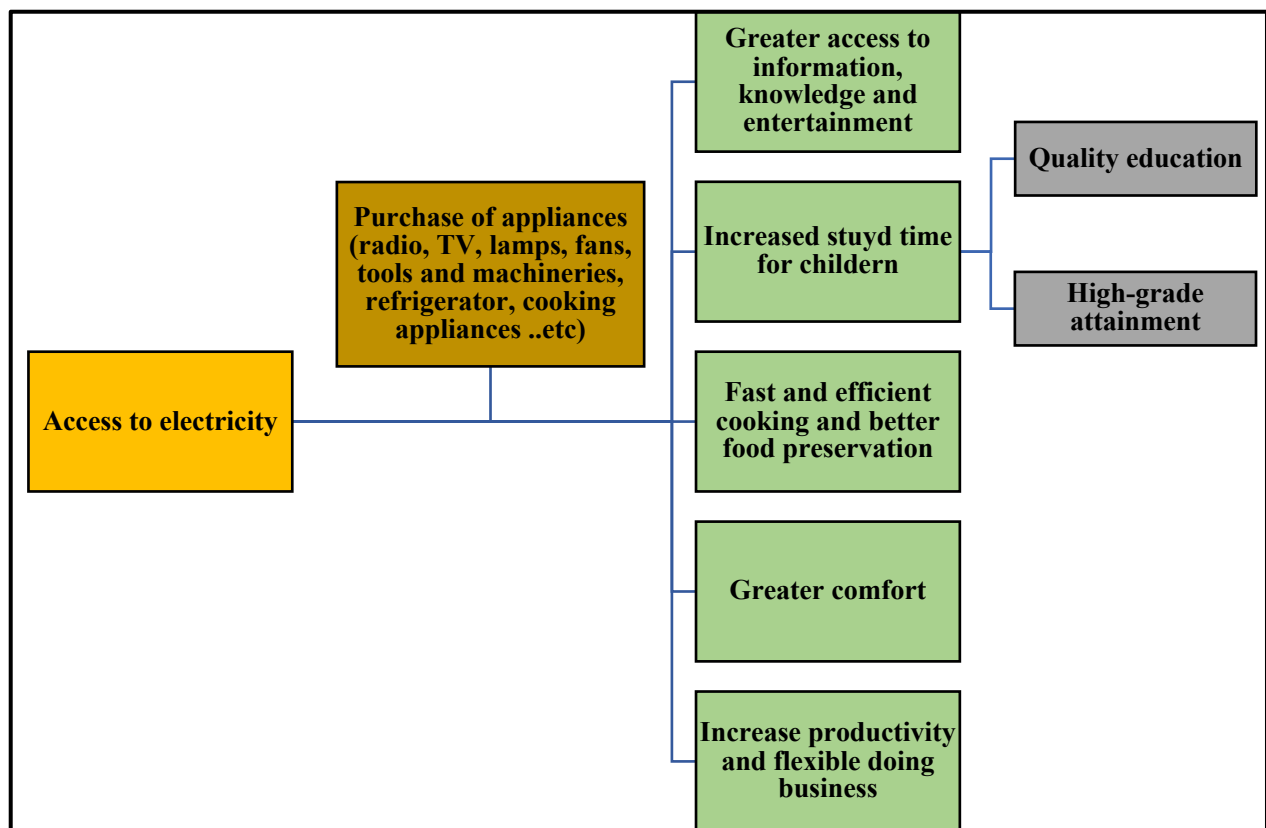 Greater access to
information,
knowledge and
entertainment
Quality education
Purchase of appliances
(radio, TV, lamps, fans,
tools and machineries,
refrigerator, cooking
appliances ..etc)
Increased stuyd time
for childern
High-grade
attainment
Access to electricity
Fast and efficient
cooking and better
food preservation
Greater comfort
Increase productivity
and flexible doing
business